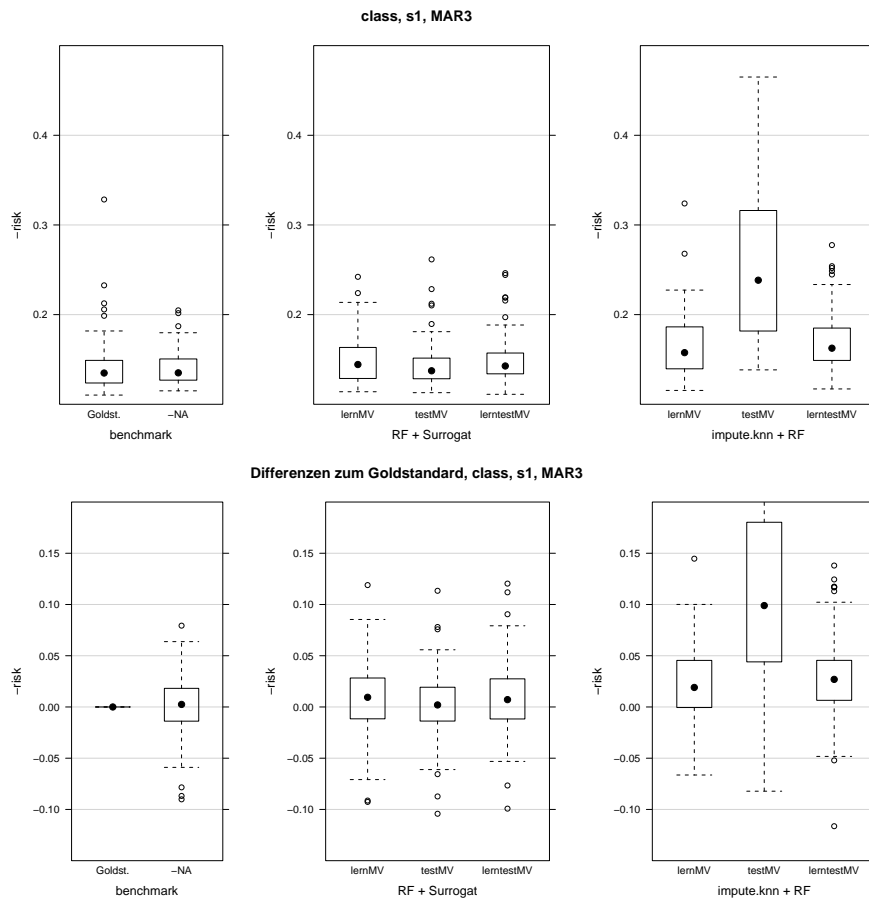 class, s1, MAR3
−risk
0.2
0.3
0.4
Goldst.
−NA
benchmark
−risk
0.2
0.3
0.4
lernMV
testMV
lerntestMV
RF + Surrogat
−risk
0.2
0.3
0.4
lernMV
testMV
lerntestMV
impute.knn + RF
Differenzen zum Goldstandard, class, s1, MAR3
−risk
−0.10
−0.05
0.00
0.05
0.10
0.15
Goldst.
−NA
benchmark
−risk
−0.10
−0.05
0.00
0.05
0.10
0.15
lernMV
testMV
lerntestMV
RF + Surrogat
−risk
−0.10
−0.05
0.00
0.05
0.10
0.15
lernMV
testMV
lerntestMV
impute.knn + RF